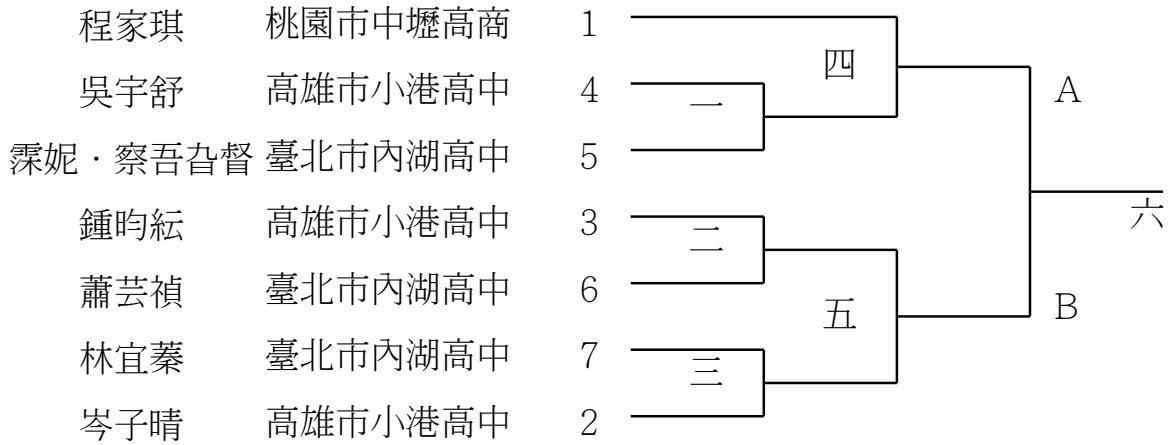 程家琪 桃園市中壢高商 1
四
吳宇舒 高雄市小港高中 4
一
A
霂妮·察吾旮督 臺北市內湖高中 5
六
鍾昀紜 高雄市小港高中 3
二
蕭芸禎 臺北市內湖高中 6
五
B
林宜蓁 臺北市內湖高中 7
三
岑子晴 高雄市小港高中 2